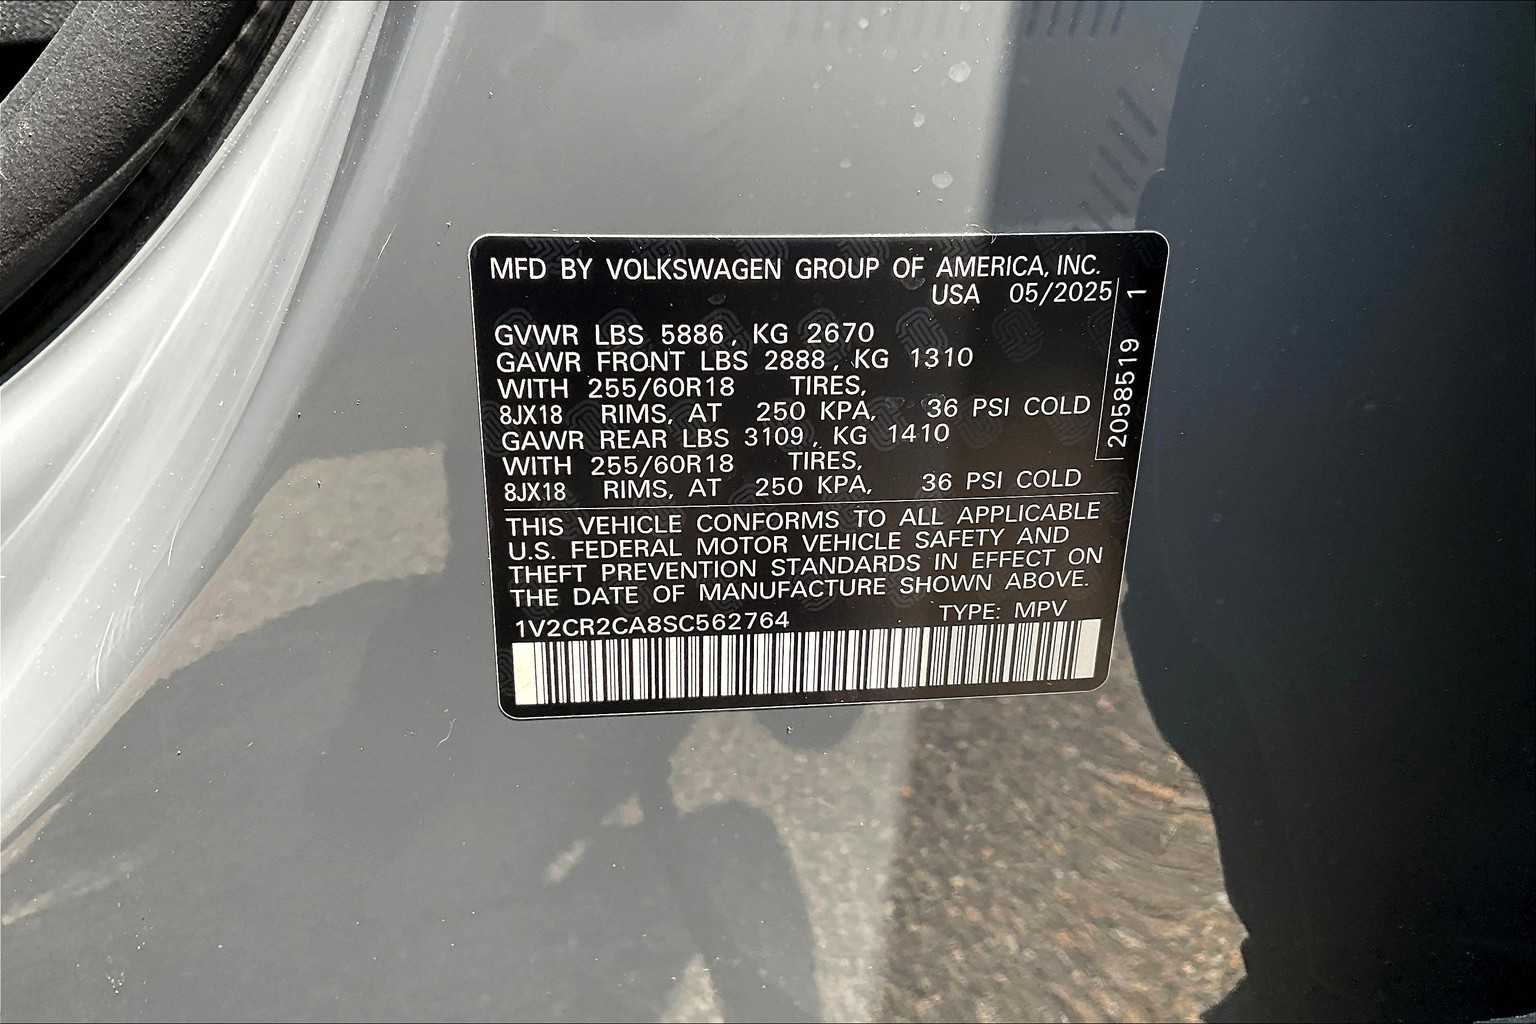 MFD BY VOLKSWAGEN GROUP OF AMERICA, INC.
USA 05/2025
GVWR LBS 5886, KG 2670
GAWR FRONT LBS 2888, KG 1310
WITH 255/60R18 TIRES,
8JX18 RIMS, AT 250 KPA, 36 PSI COLD
GAWR REAR LBS 3109, KG 1410
WITH 255/60R18 TIRES,
8JX18 RIMS, AT 250 KPA, 36 PSI COLD
2058519 1
THIS VEHICLE CONFORMS TO ALL APPLICABLE
U.S. FEDERAL MOTOR VEHICLE SAFETY AND
THEFT PREVENTION STANDARDS IN EFFECT ON
THE DATE OF MANUFACTURE SHOWN ABOVE.
1V2CR2CA8SC562764 TYPE: MPV